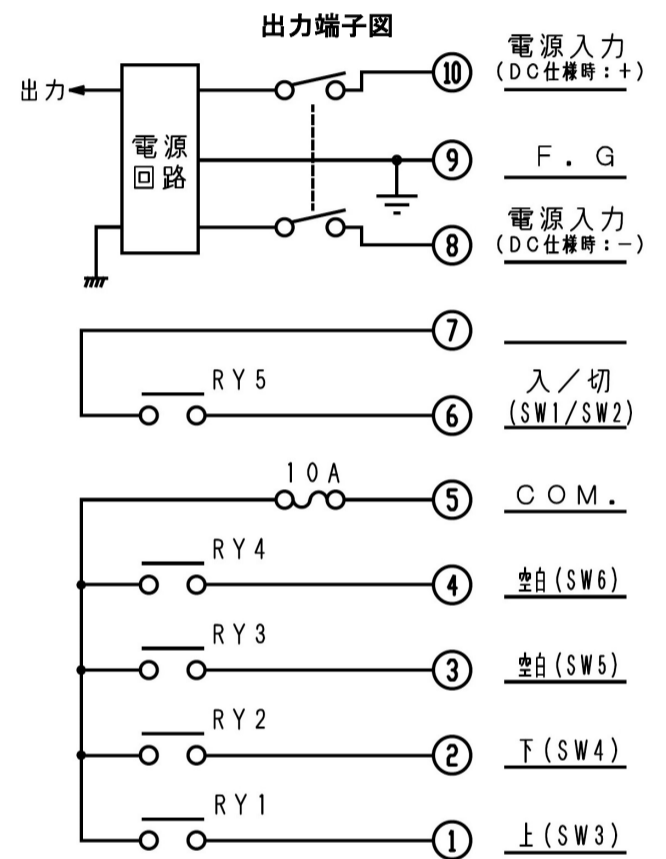 出力端子図
⑩ 電源入力
(DC仕様時:+)
出力
電源
回路
⑨ F.G
⑧ 電源入力
(DC仕様時:−)
⑦
RY5
⑥ 入/切
(SW1/SW2)
10A
⑤ COM.
RY4
④ 空白(SW6)
RY3
③ 空白(SW5)
RY2
② 下(SW4)
RY1
① 上(SW3)